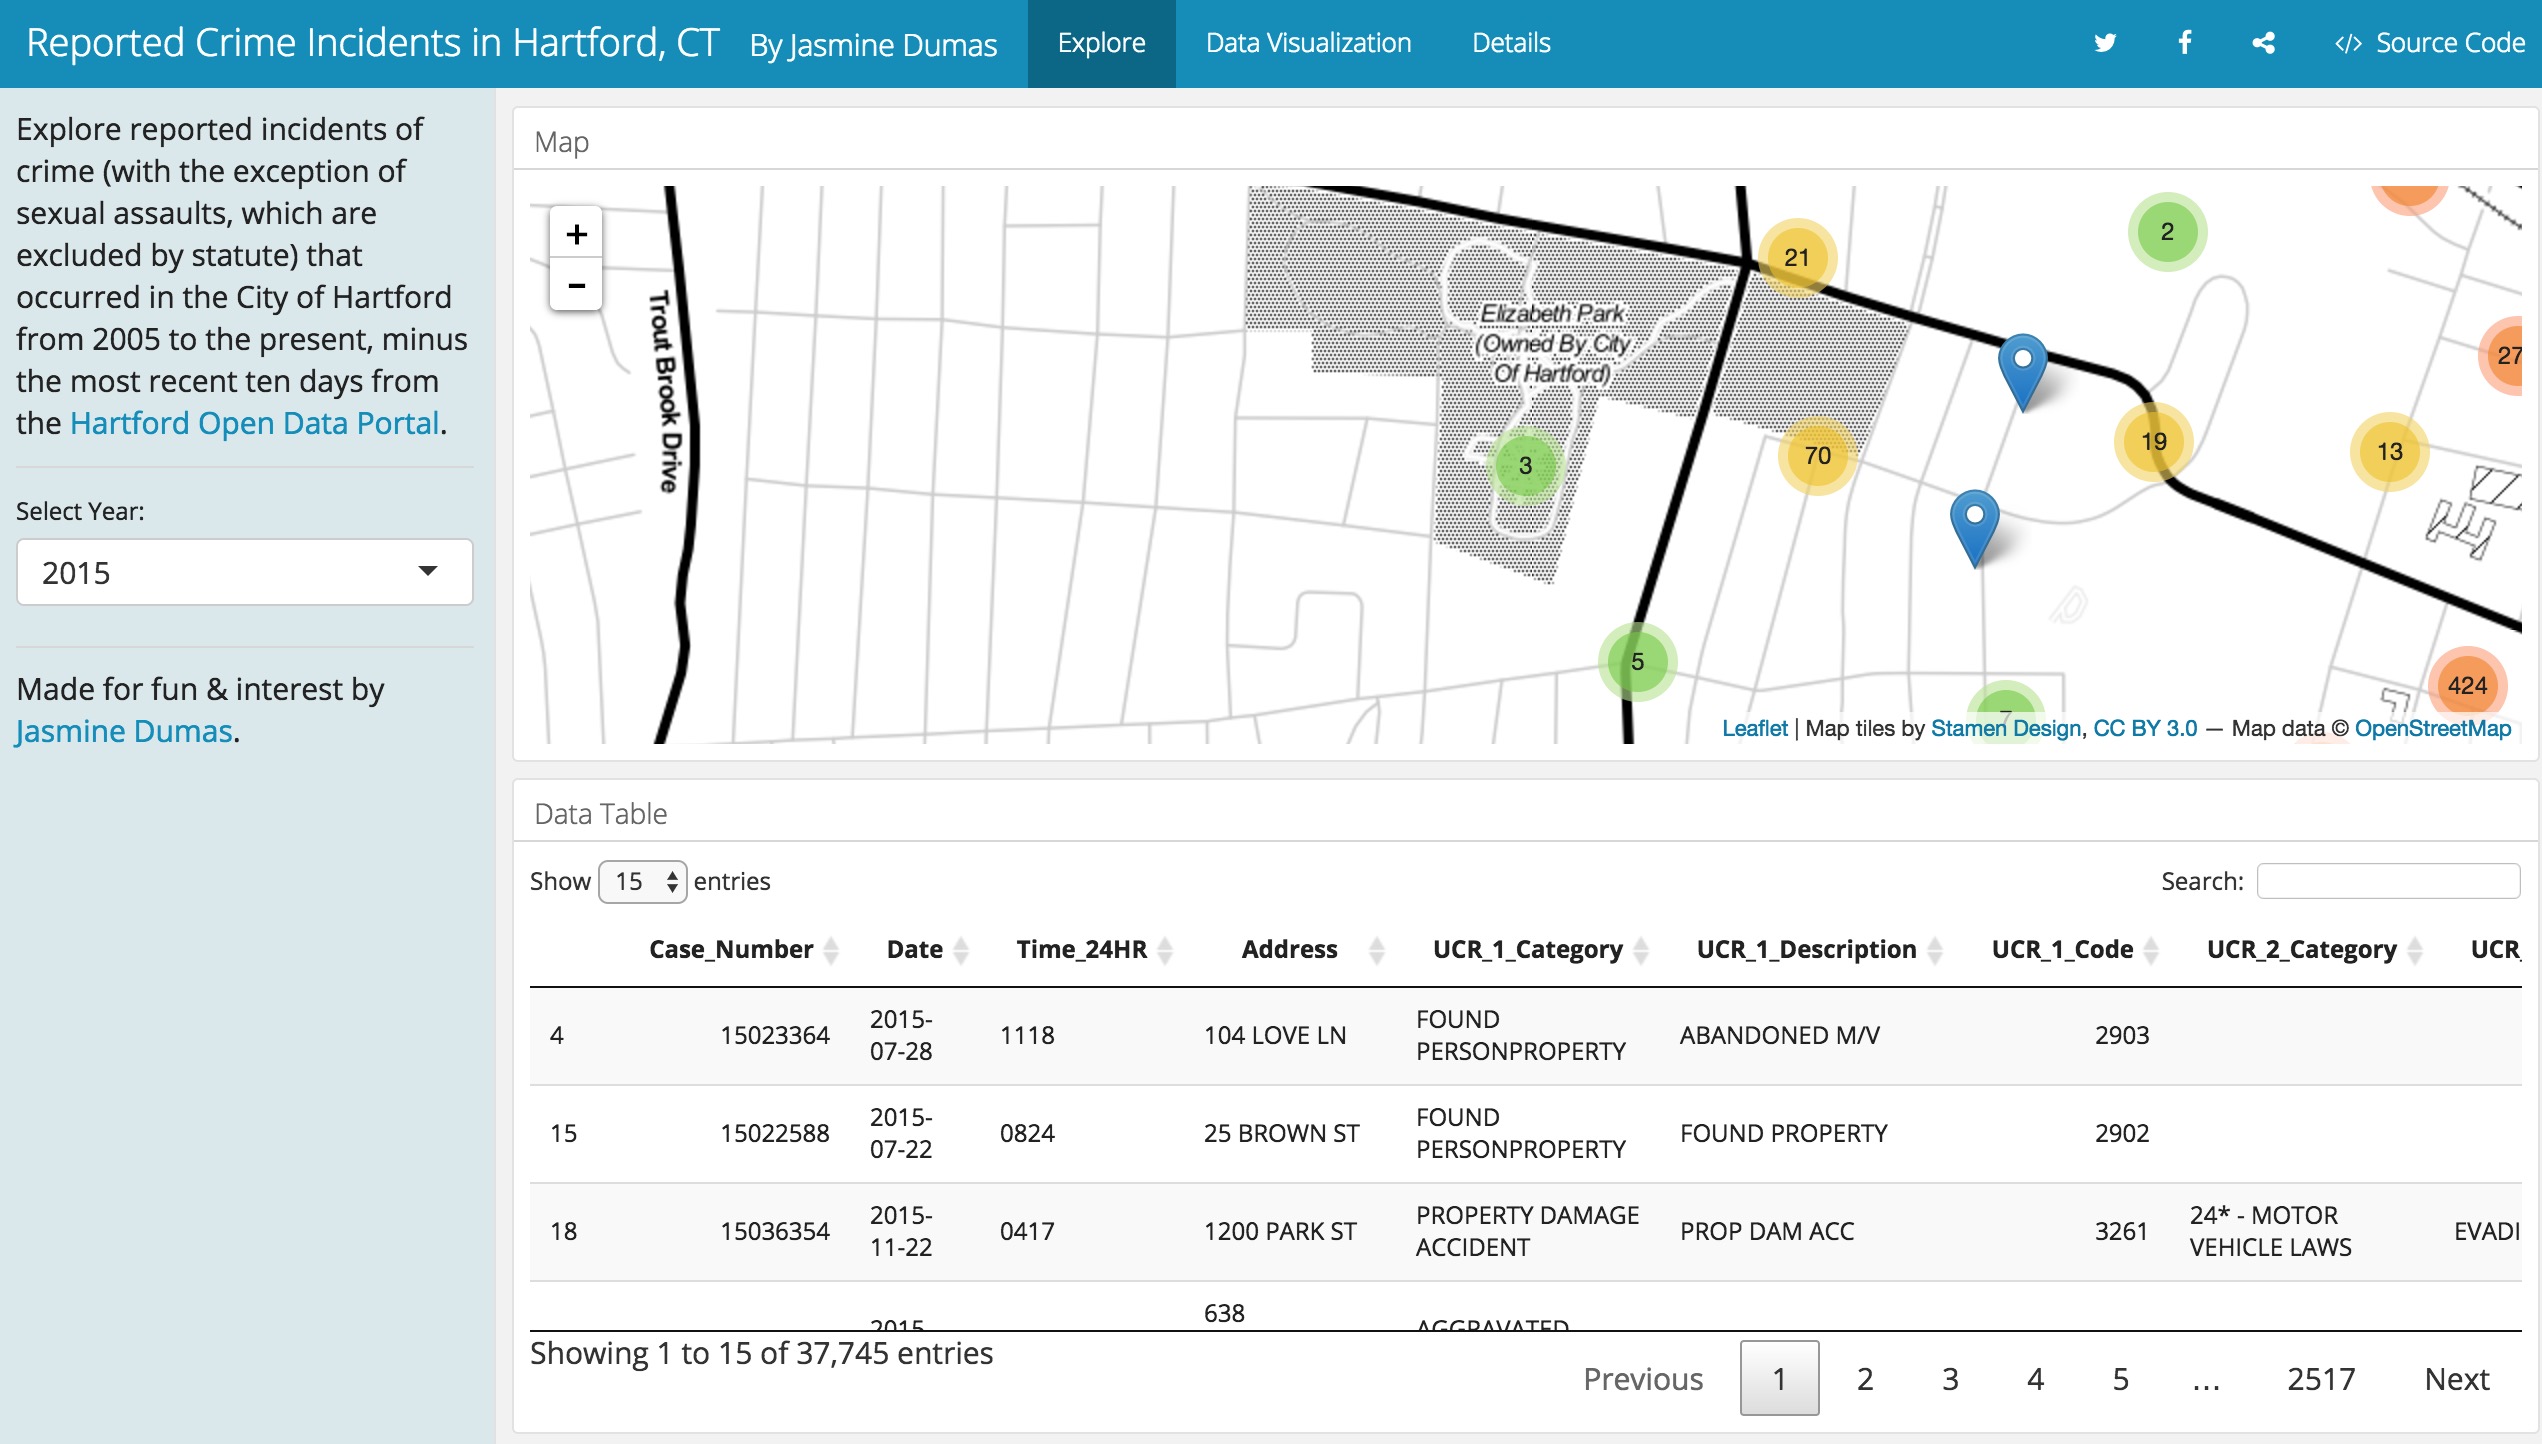 Reported Crime Incidents in Hartford, CT By Jasmine Dumas Explore Data Visualization Details </> Source Code
Explore reported incidents of
crime (with the exception of
sexual assaults, which are
excluded by statute) that
occurred in the City of Hartford
from 2005 to the present, minus
the most recent ten days from
the Hartford Open Data Portal.
Select Year:
2015
Made for fun & interest by
Jasmine Dumas.
Map
+
−
Trout Brook Drive
Elizabeth Park
(Owned By City
Of Hartford)
21
2
27
3
70
19
13
5
424
Leaflet | Map tiles by Stamen Design, CC BY 3.0 — Map data © OpenStreetMap
Data Table
Show 15 entries
Search:
Case_Number Date Time_24HR Address UCR_1_Category UCR_1_Description UCR_1_Code UCR_2_Category UCR_
4 15023364 2015-07-28 1118 104 LOVE LN FOUND PERSONPROPERTY ABANDONED M/V 2903
15 15022588 2015-07-22 0824 25 BROWN ST FOUND PERSONPROPERTY FOUND PROPERTY 2902
18 15036354 2015-11-22 0417 1200 PARK ST PROPERTY DAMAGE ACCIDENT PROP DAM ACC 3261 24* - MOTOR VEHICLE LAWS EVADI
2015 638 AGGRAVATED
Showing 1 to 15 of 37,745 entries
Previous 1 2 3 4 5 … 2517 Next